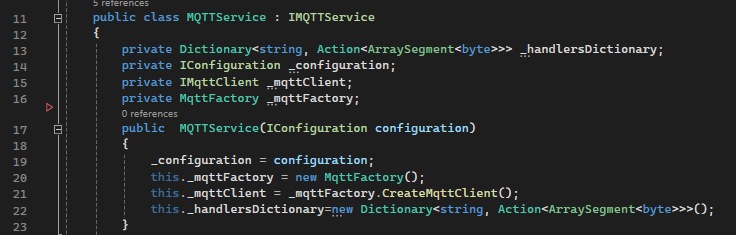 5 references
11 public class MQTTService : IMQTTService
12 {
13 private Dictionary<string, Action<ArraySegment<byte>>> _handlersDictionary;
14 private IConfiguration _configuration;
15 private IMqttClient _mqttClient;
16 private MqttFactory _mqttFactory;
0 references
17 public  MQTTService(IConfiguration configuration)
18 {
19 _configuration = configuration;
20 this._mqttFactory = new MqttFactory();
21 this._mqttClient = _mqttFactory.CreateMqttClient();
22 this._handlersDictionary=new Dictionary<string, Action<ArraySegment<byte>>>();
23 }